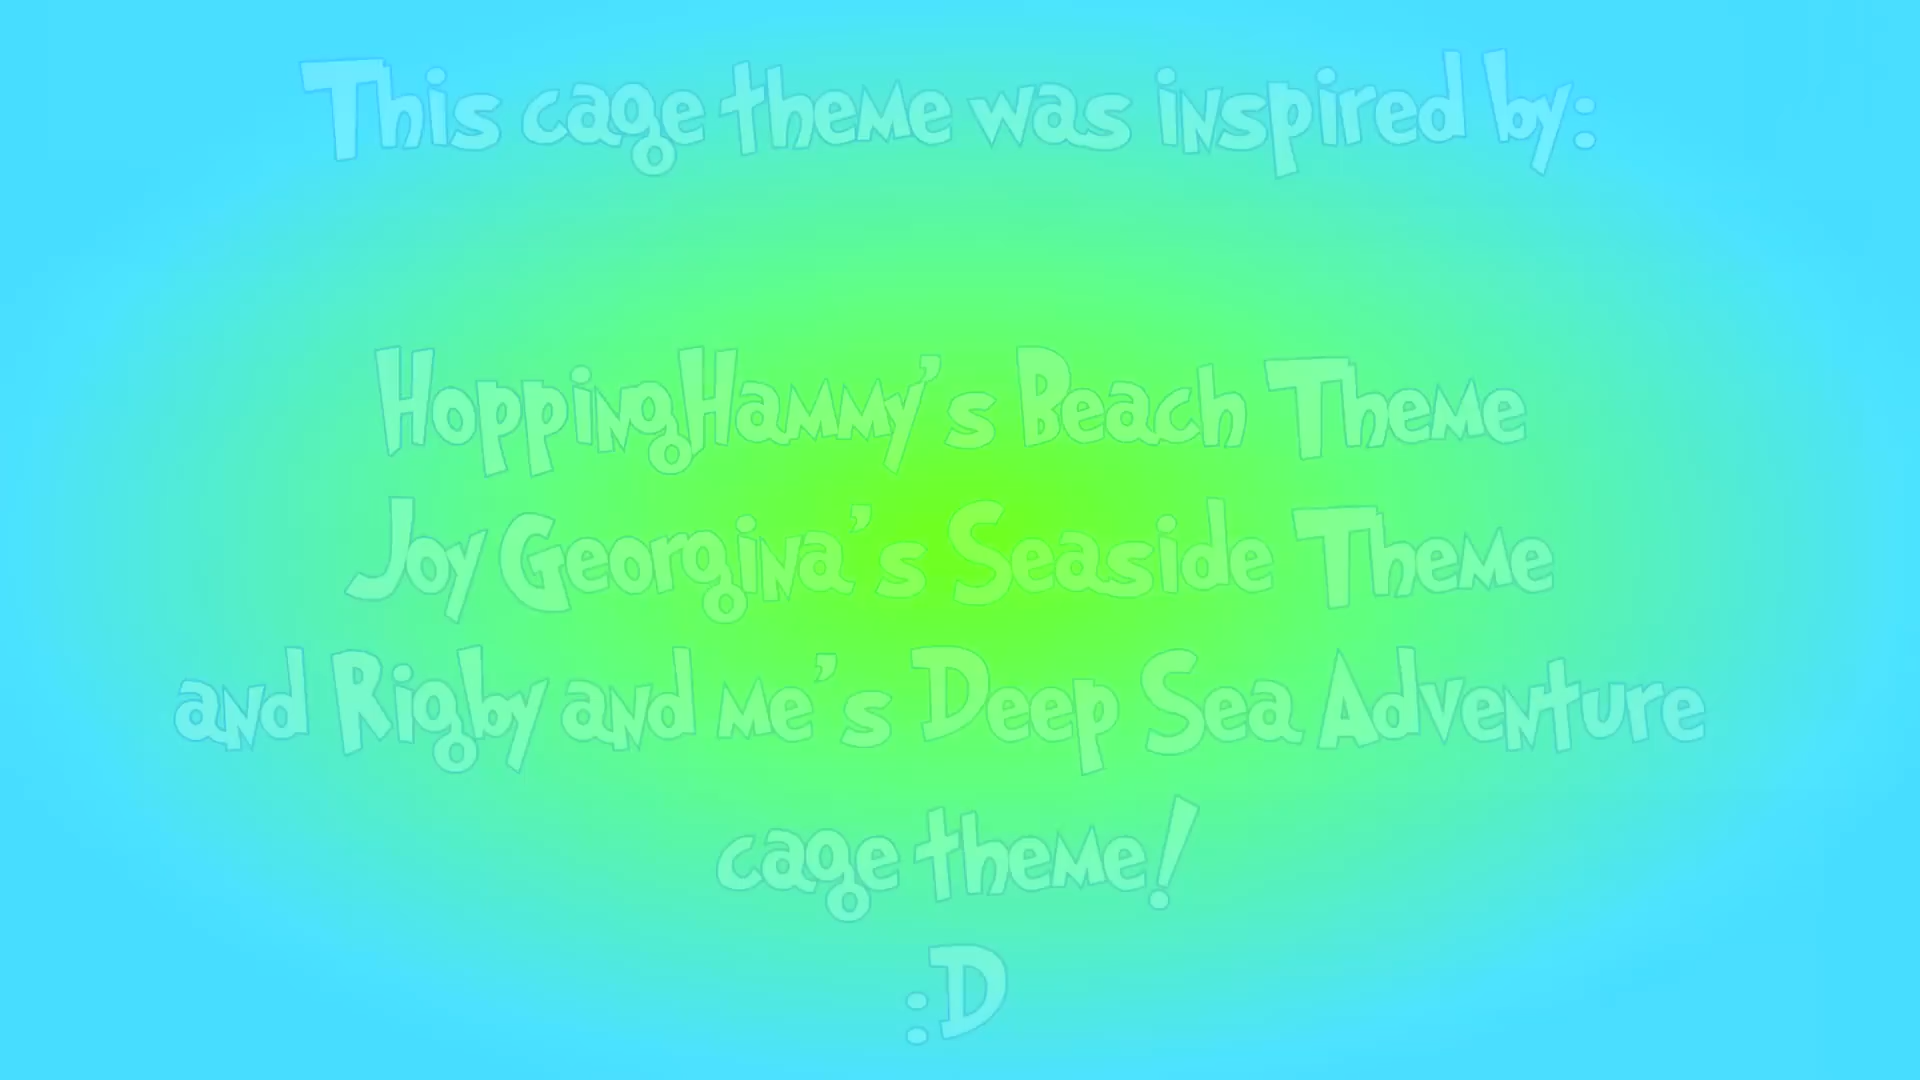 This cage theme was inspired by:
HoppingHammy's Beach Theme
Joy Georgina's Seaside Theme
and Rigby and me's Deep Sea Adventure
cage theme!
:D